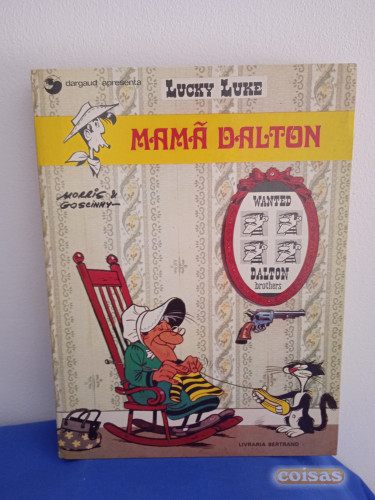 dargaud apresenta
LUCKY LUKE
MAMÃ DALTON
MORRIS &
GOSCINNY
WANTED
DALTON
brothers
LIVRARIA BERTRAND
coisas